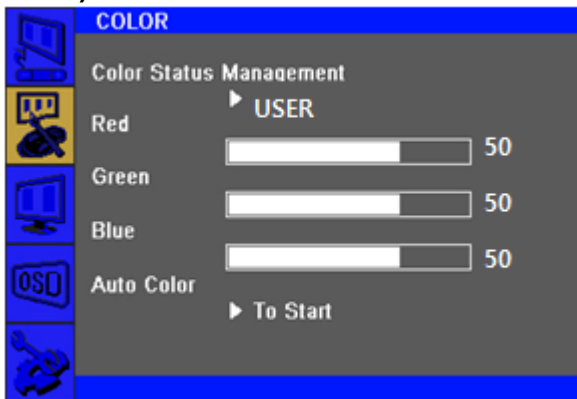 COLOR
Color Status Management
USER
Red
50
Green
50
Blue
50
OSD
Auto Color
To Start